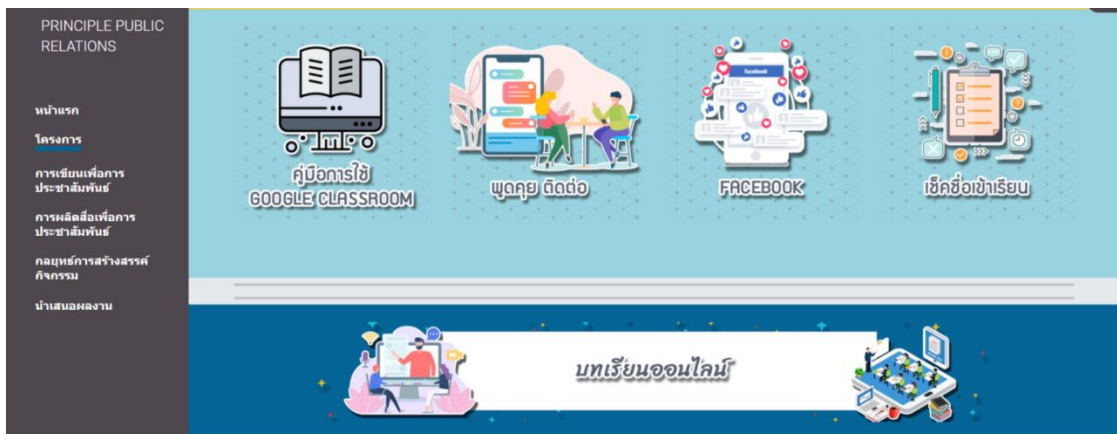 PRINCIPLE PUBLIC
RELATIONS
หน้าแรก
โครงการ
การเขียนเพื่อการ
ประชาสัมพันธ์
การผลิตสื่อเพื่อการ
ประชาสัมพันธ์
กลยุทธ์การสร้างสรรค์
กิจกรรม
นำเสนอผลงาน
คู่มือการใช้
GOOGLE CLASSROOM
พูดคุย ติดต่อ
facebook
FACEBOOK
เช็คชื่อเข้าเรียน
บทเรียนออนไลน์